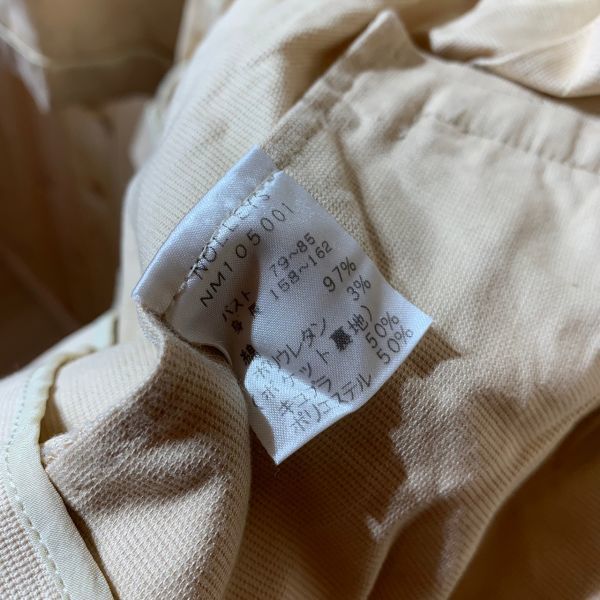 NM105001
バスト 79~85
身 158~162
綿 97%
ポリウレタン 3%
(ポケット裏地)
キュプラ 50%
ポリエステル 50%